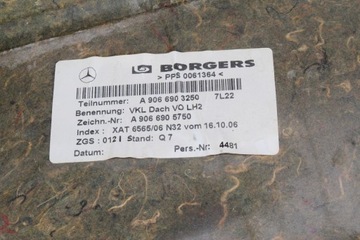 BÖRGERS
> PPS 0061364 <
Teilnummer: A 906 690 3250 7L22
Benennung: VKL Dach VO LH2
Zeichn.-Nr: A 906 690 5750
Index : XAT 6565/06 N32 vom 16.10.06
ZGS : 012 Stand: Q 7
Datum: Pers.-Nr: 4481